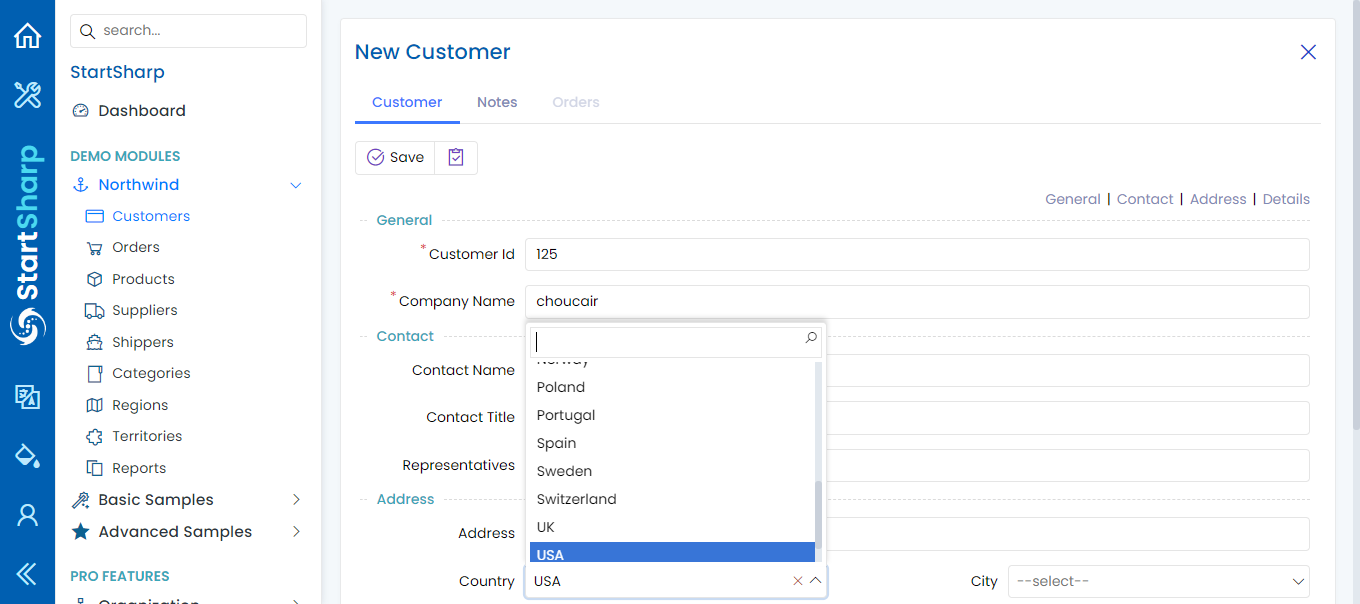 search...
StartSharp
Dashboard
DEMO MODULES
Northwind
Customers
Orders
Products
Suppliers
Shippers
Categories
Regions
Territories
Reports
Basic Samples
Advanced Samples
PRO FEATURES
Organization
StartSharp
New Customer
Customer Notes Orders
Save
General | Contact | Address | Details
General
* Customer Id 125
* Company Name choucair
Contact
Contact Name
Contact Title
Representatives
Address
Address
Norway
Poland
Portugal
Spain
Sweden
Switzerland
UK
USA
Country USA City --select--